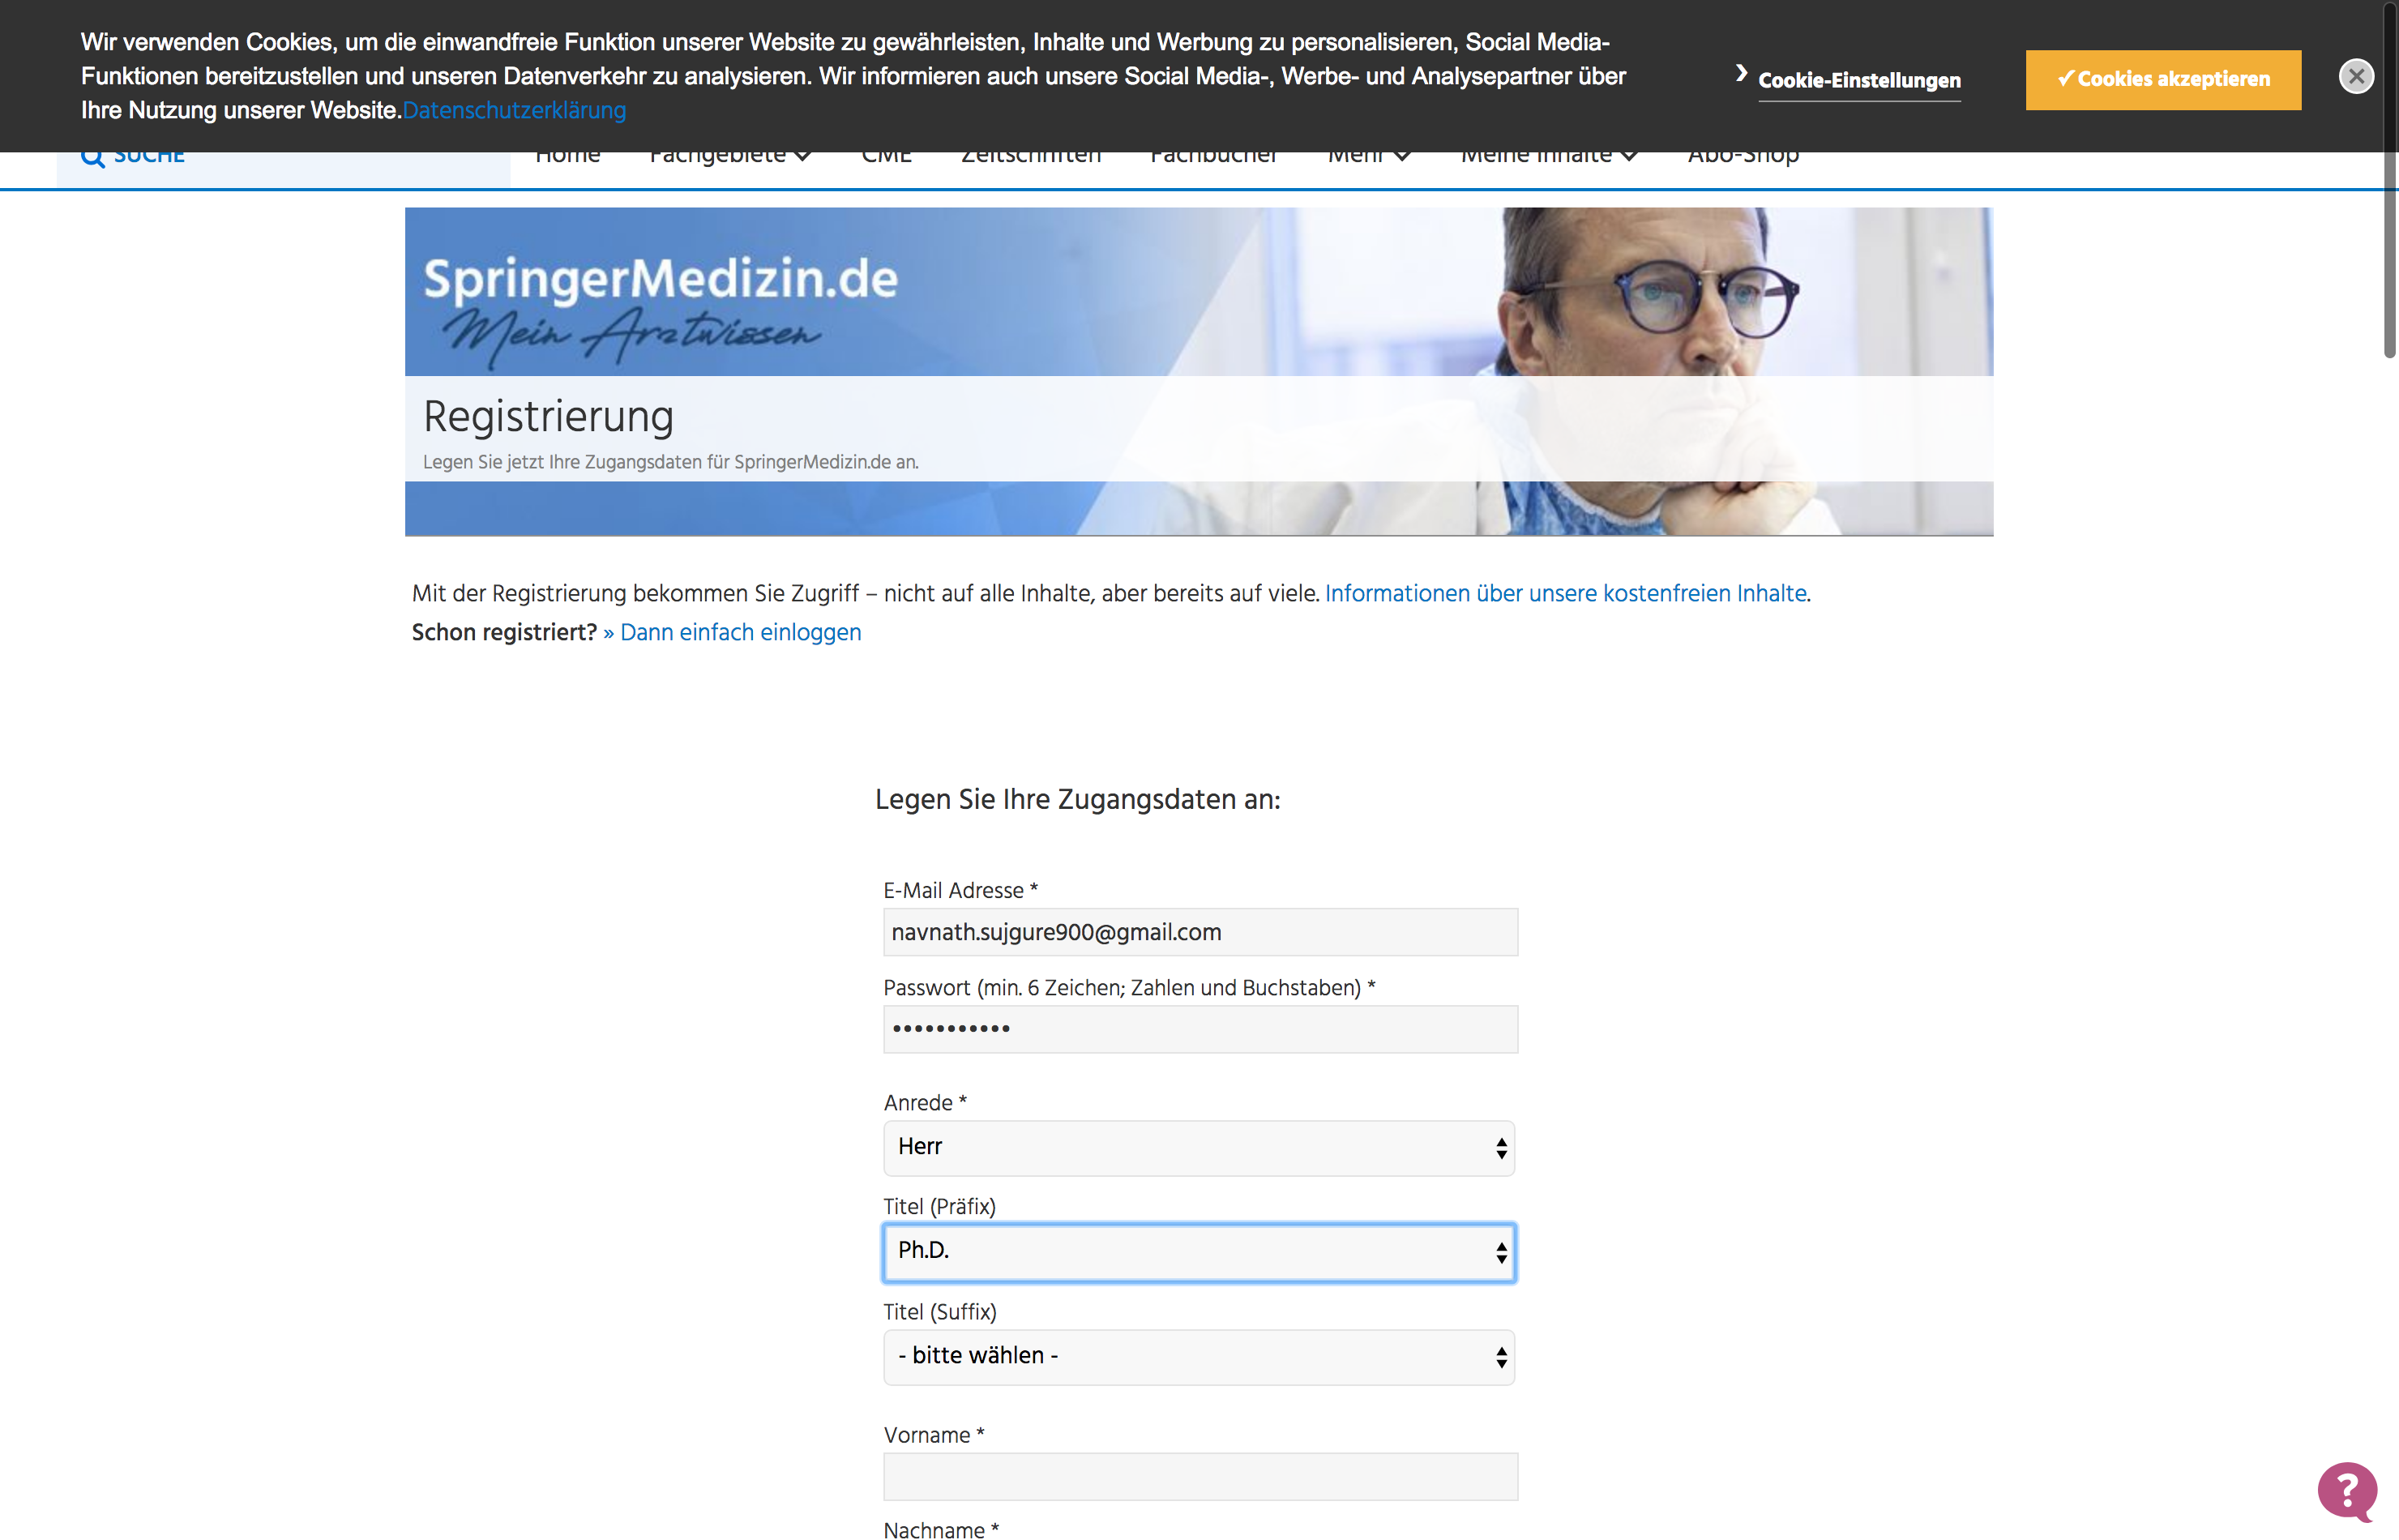 Wir verwenden Cookies, um die einwandfreie Funktion unserer Website zu gewährleisten, Inhalte und Werbung zu personalisieren, Social Media-
Funktionen bereitzustellen und unseren Datenverkehr zu analysieren. Wir informieren auch unsere Social Media-, Werbe- und Analysepartner über
Ihre Nutzung unserer Website.Datenschutzerklärung
Cookie-Einstellungen
✓Cookies akzeptieren
SUCHE
Home
Fachgebiete
CME
Zeitschriften
Fachbücher
Mehr
Meine Inhalte
Abo-Shop
SpringerMedizin.de
Mein Arztwissen
Registrierung
Legen Sie jetzt Ihre Zugangsdaten für SpringerMedizin.de an.
Mit der Registrierung bekommen Sie Zugriff – nicht auf alle Inhalte, aber bereits auf viele. Informationen über unsere kostenfreien Inhalte.
Schon registriert? » Dann einfach einloggen
Legen Sie Ihre Zugangsdaten an:
E-Mail Adresse *
navnath.sujgure900@gmail.com
Passwort (min. 6 Zeichen; Zahlen und Buchstaben) *
•••••••••••
Anrede *
Herr
Titel (Präfix)
Ph.D.
Titel (Suffix)
- bitte wählen -
Vorname *
Nachname *
?